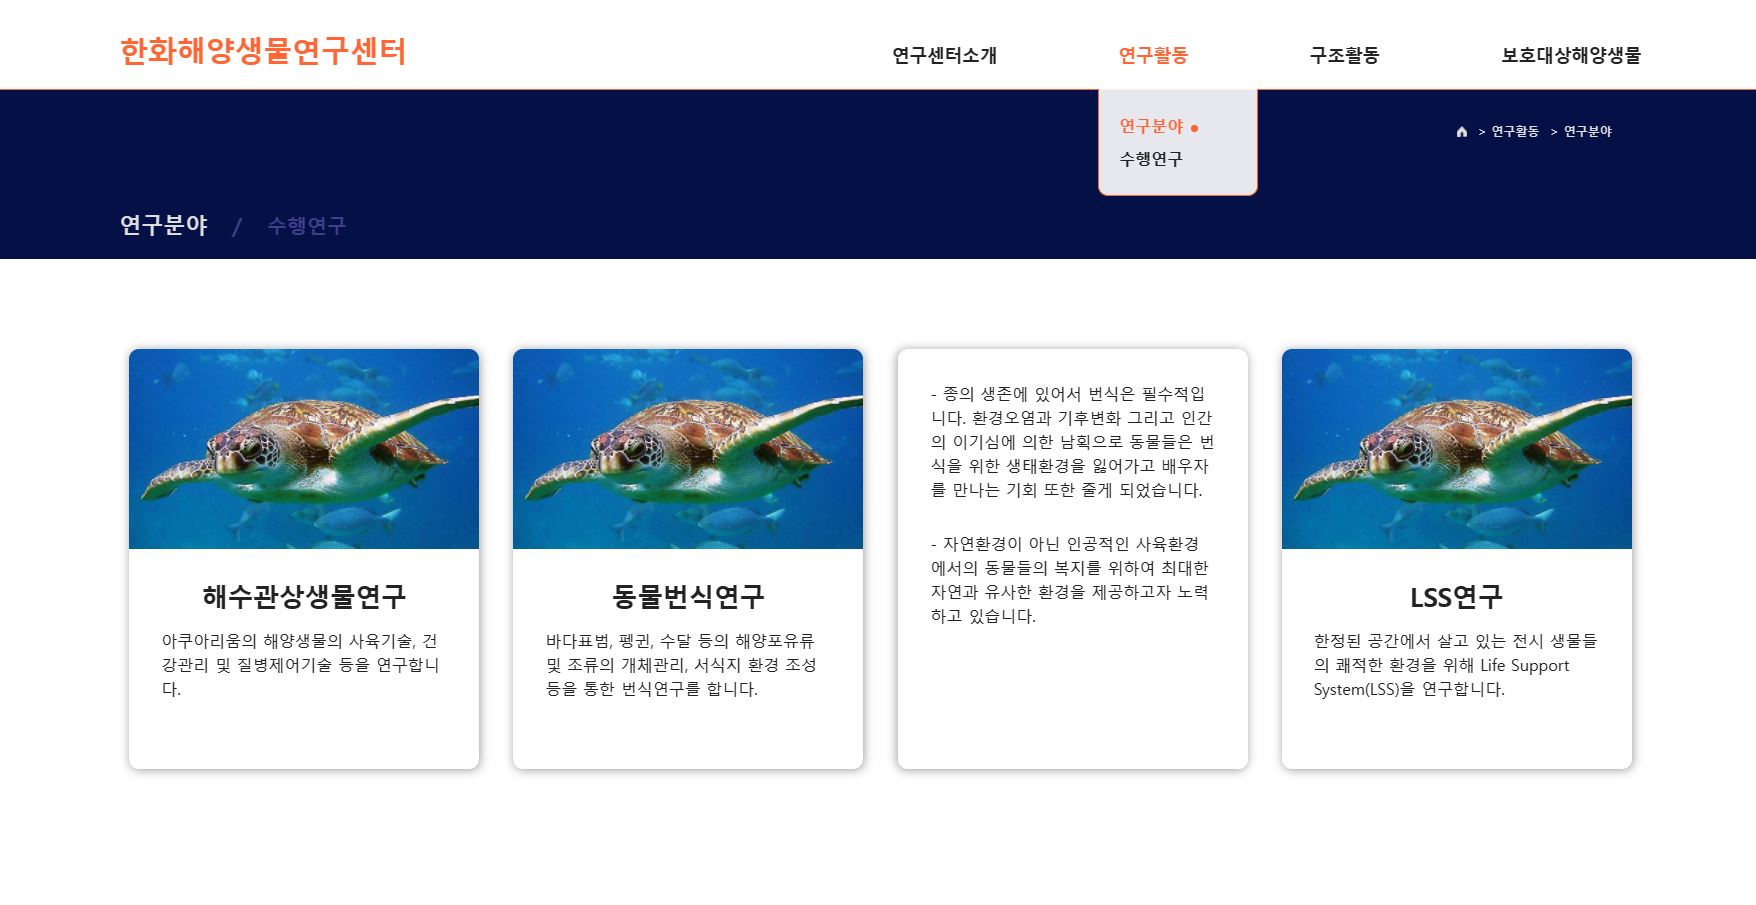 한화해양생물연구센터
연구센터소개
연구활동
구조활동
보호대상해양생물
연구분야
수행연구
> 연구활동 > 연구분야
연구분야 / 수행연구
해수관상생물연구
아쿠아리움의 해양생물의 사육기술, 건
강관리 및 질병제어기술 등을 연구합니
다.
동물번식연구
바다표범, 펭귄, 수달 등의 해양포유류
및 조류의 개체관리, 서식지 환경 조성
등을 통한 번식연구를 합니다.
- 종의 생존에 있어서 번식은 필수적입
니다. 환경오염과 기후변화 그리고 인간
의 이기심에 의한 남획으로 동물들은 번
식을 위한 생태환경을 잃어가고 배우자
를 만나는 기회 또한 줄게 되었습니다.
- 자연환경이 아닌 인공적인 사육환경
에서의 동물들의 복지를 위하여 최대한
자연과 유사한 환경을 제공하고자 노력
하고 있습니다.
LSS연구
한정된 공간에서 살고 있는 전시 생물들
의 쾌적한 환경을 위해 Life Support
System(LSS)을 연구합니다.